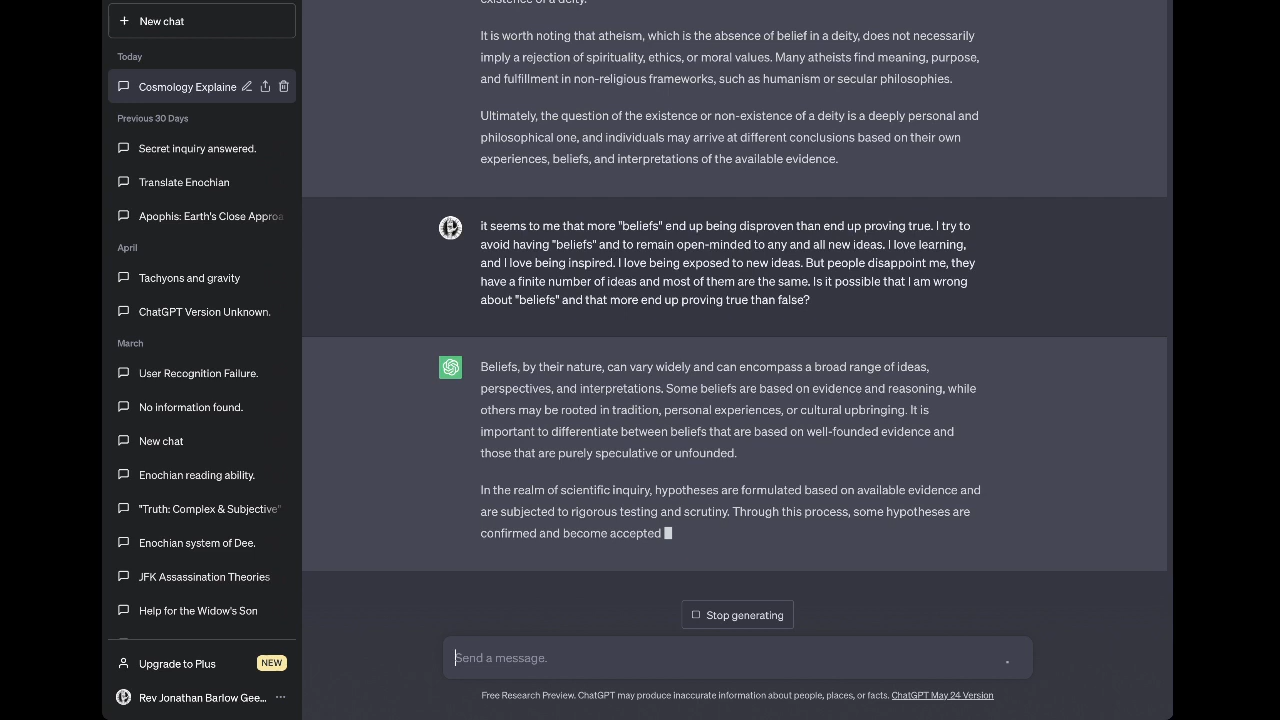 New chat
Today
Cosmology Explaine
Previous 30 Days
Secret inquiry answered.
Translate Enochian
Apophis: Earth's Close Approa
April
Tachyons and gravity
ChatGPT Version Unknown.
March
User Recognition Failure.
No information found.
New chat
Enochian reading ability.
"Truth: Complex & Subjective"
Enochian system of Dee.
JFK Assassination Theories
Help for the Widow's Son
Upgrade to Plus
NEW
Rev Jonathan Barlow Gee...
existence of a deity.
It is worth noting that atheism, which is the absence of belief in a deity, does not necessarily
imply a rejection of spirituality, ethics, or moral values. Many atheists find meaning, purpose,
and fulfillment in non-religious frameworks, such as humanism or secular philosophies.
Ultimately, the question of the existence or non-existence of a deity is a deeply personal and
philosophical one, and individuals may arrive at different conclusions based on their own
experiences, beliefs, and interpretations of the available evidence.
it seems to me that more "beliefs" end up being disproven than end up proving true. I try to
avoid having "beliefs" and to remain open-minded to any and all new ideas. I love learning,
and I love being inspired. I love being exposed to new ideas. But people disappoint me, they
have a finite number of ideas and most of them are the same. Is it possible that I am wrong
about "beliefs" and that more end up proving true than false?
Beliefs, by their nature, can vary widely and can encompass a broad range of ideas,
perspectives, and interpretations. Some beliefs are based on evidence and reasoning, while
others may be rooted in tradition, personal experiences, or cultural upbringing. It is
important to differentiate between beliefs that are based on well-founded evidence and
those that are purely speculative or unfounded.
In the realm of scientific inquiry, hypotheses are formulated based on available evidence and
are subjected to rigorous testing and scrutiny. Through this process, some hypotheses are
confirmed and become accepted
Stop generating
Send a message.
Free Research Preview. ChatGPT may produce inaccurate information about people, places, or facts. ChatGPT May 24 Version